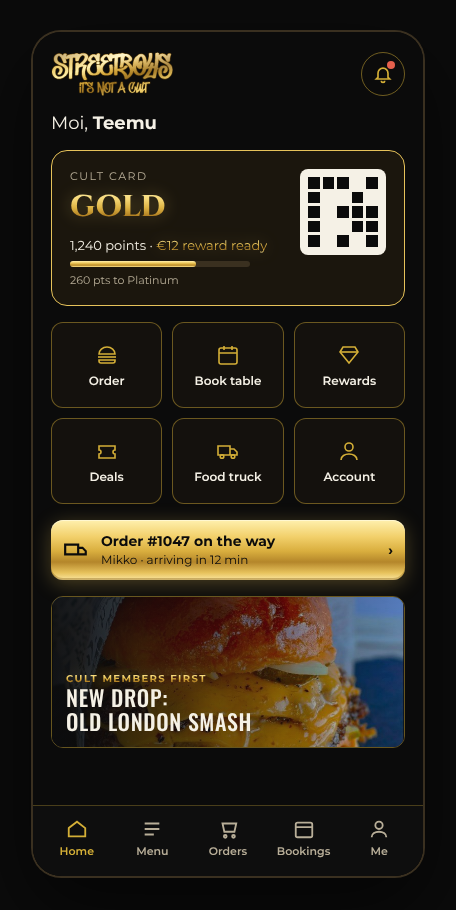 STREETBOYS
IT'S NOT A CULT
Moi, Teemu
CULT CARD
GOLD
1,240 points · €12 reward ready
260 pts to Platinum
Order
Book table
Rewards
Deals
Food truck
Account
Order #1047 on the way
Mikko · arriving in 12 min
›
CULT MEMBERS FIRST
NEW DROP:
OLD LONDON SMASH
Home
Menu
Orders
Bookings
Me